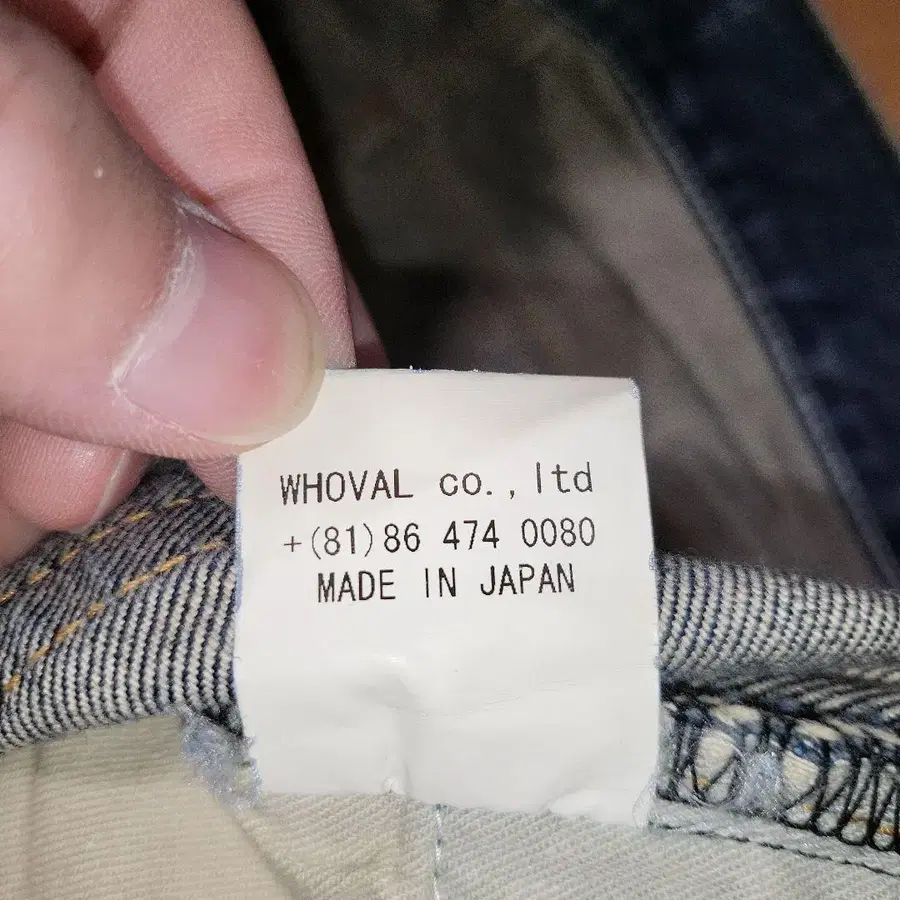 WHOVAL co.,ltd
+(81)86 474 0080
MADE IN JAPAN